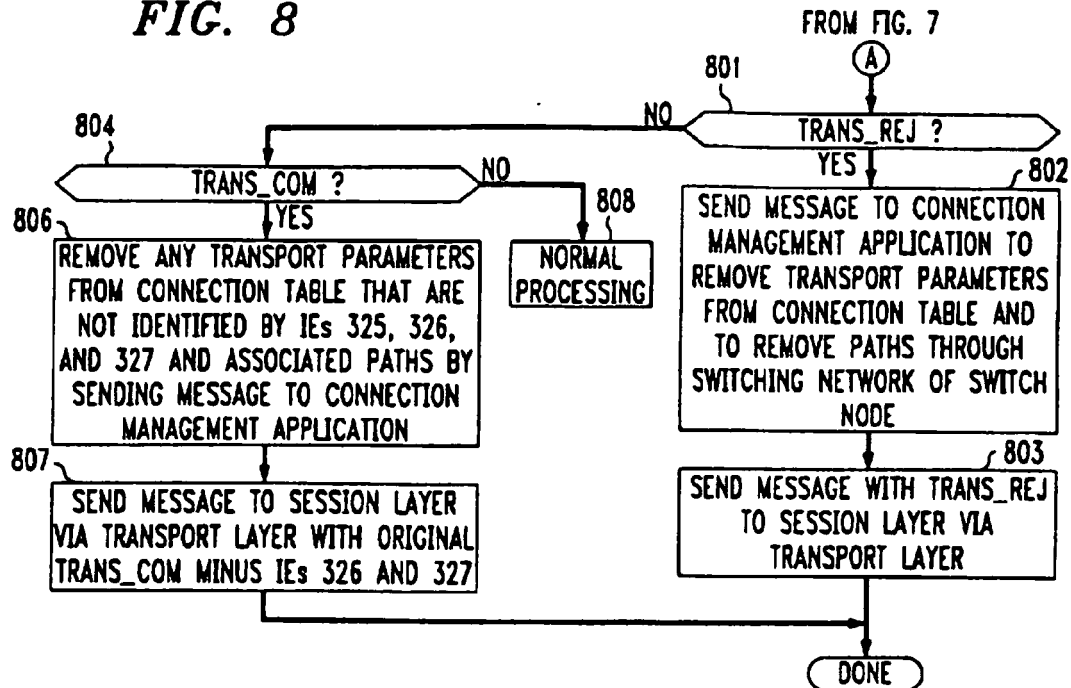 FIG. 8
FROM FIG. 7
A
801
TRANS_REJ ?
NO
YES
802
SEND MESSAGE TO CONNECTION
MANAGEMENT APPLICATION TO
REMOVE TRANSPORT PARAMETERS
FROM CONNECTION TABLE AND
TO REMOVE PATHS THROUGH
SWITCHING NETWORK OF SWITCH
NODE
803
SEND MESSAGE WITH TRANS_REJ
TO SESSION LAYER VIA
TRANSPORT LAYER
804
TRANS_COM ?
NO
YES
808
NORMAL
PROCESSING
806
REMOVE ANY TRANSPORT PARAMETERS
FROM CONNECTION TABLE THAT ARE
NOT IDENTIFIED BY IEs 325, 326,
AND 327 AND ASSOCIATED PATHS BY
SENDING MESSAGE TO CONNECTION
MANAGEMENT APPLICATION
807
SEND MESSAGE TO SESSION LAYER
VIA TRANSPORT LAYER WITH ORIGINAL
TRANS_COM MINUS IEs 326 AND 327
DONE